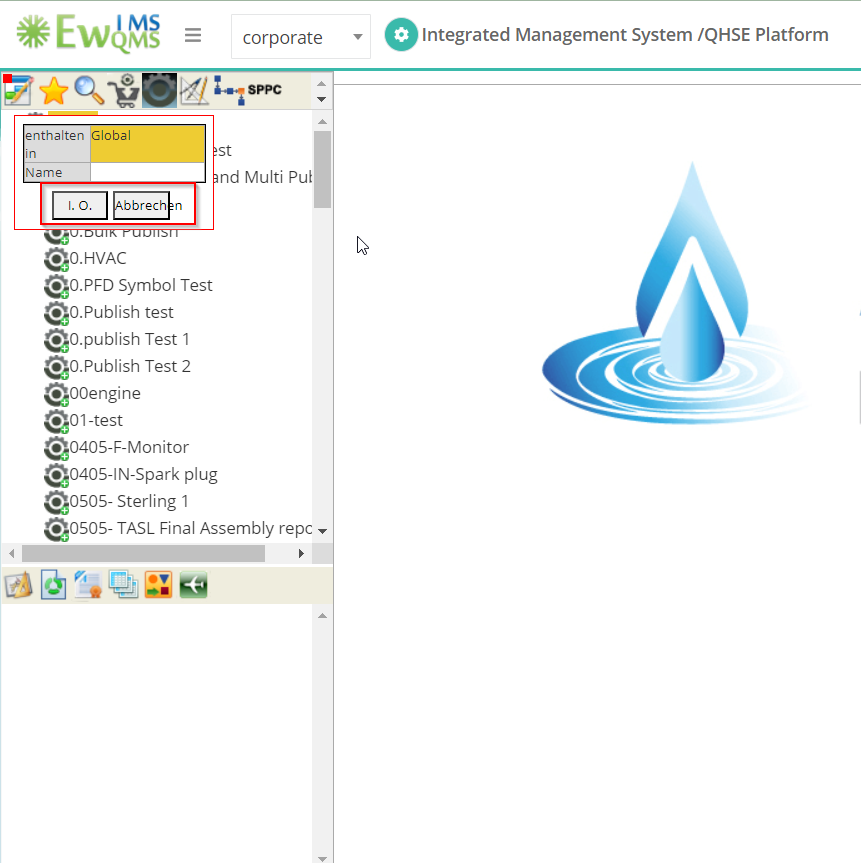 Ew IMS QMS
corporate
Integrated Management System /QHSE Platform
SPPC
enthalten in
Global
est
Name
and Multi Pub
I. O.
Abbrechen
0.Bulk Publish
0.HVAC
0.PFD Symbol Test
0.Publish test
0.publish Test 1
0.Publish Test 2
00engine
01-test
0405-F-Monitor
0405-IN-Spark plug
0505- Sterling 1
0505- TASL Final Assembly repo